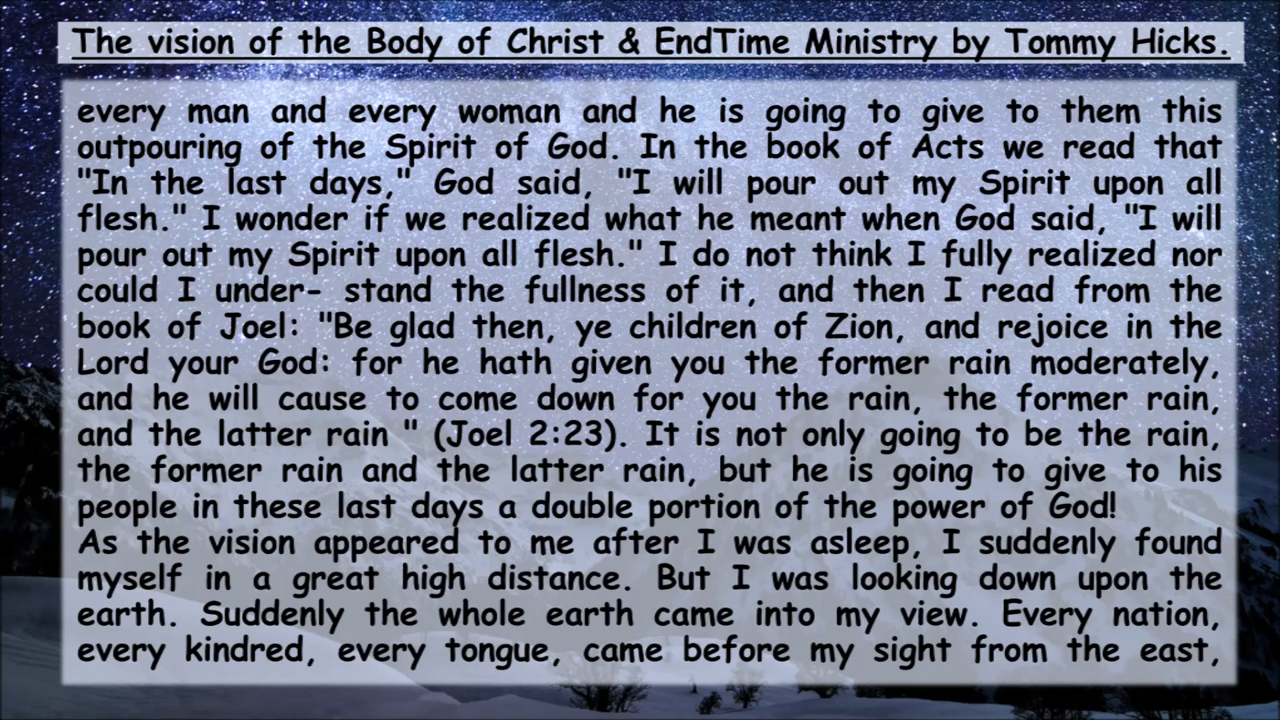 The vision of the Body of Christ & EndTime Ministry by Tommy Hicks.
every man and every woman and he is going to give to them this
outpouring of the Spirit of God. In the book of Acts we read that
"In the last days," God said, "I will pour out my Spirit upon all
flesh." I wonder if we realized what he meant when God said, "I will
pour out my Spirit upon all flesh." I do not think I fully realized nor
could I under- stand the fullness of it, and then I read from the
book of Joel: "Be glad then, ye children of Zion, and rejoice in the
Lord your God: for he hath given you the former rain moderately,
and he will cause to come down for you the rain, the former rain,
and the latter rain " (Joel 2:23). It is not only going to be the rain,
the former rain and the latter rain, but he is going to give to his
people in these last days a double portion of the power of God!
As the vision appeared to me after I was asleep, I suddenly found
myself in a great high distance. But I was looking down upon the
earth. Suddenly the whole earth came into my view. Every nation,
every kindred, every tongue, came before my sight from the east,